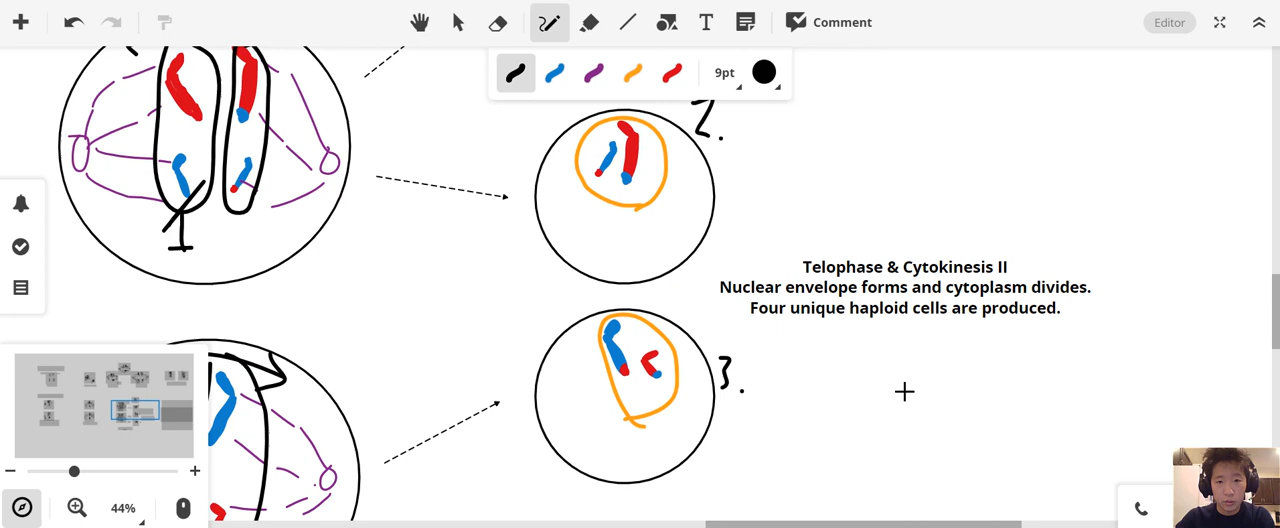 Comment
Editor
9pt
2.
Telophase & Cytokinesis II
Nuclear envelope forms and cytoplasm divides.
Four unique haploid cells are produced.
3.
44%